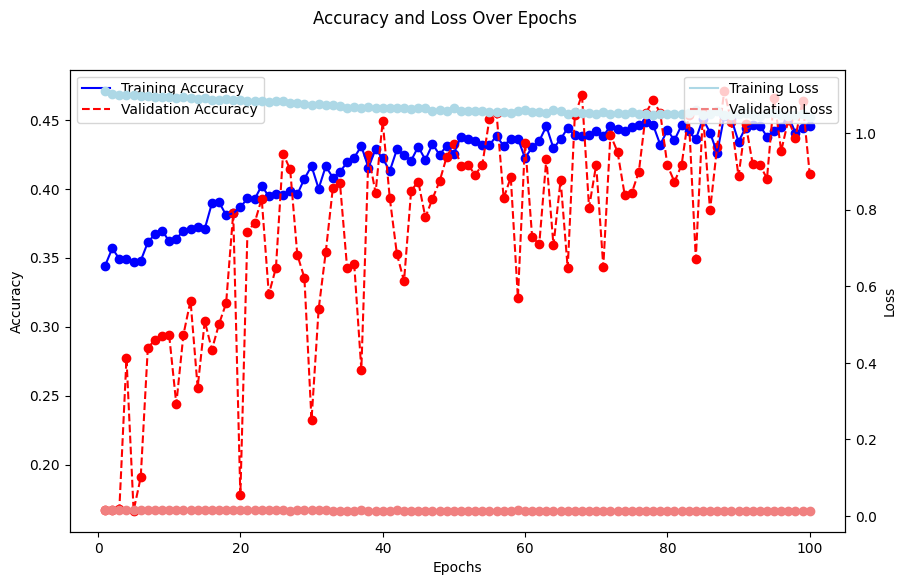 Accuracy and Loss Over Epochs
Training Accuracy
Validation Accuracy
Training Loss
Validation Loss
0.45
0.40
0.35
0.30
0.25
0.20
Accuracy
1.0
0.8
0.6
0.4
0.2
0.0
Loss
0
20
40
60
80
100
Epochs